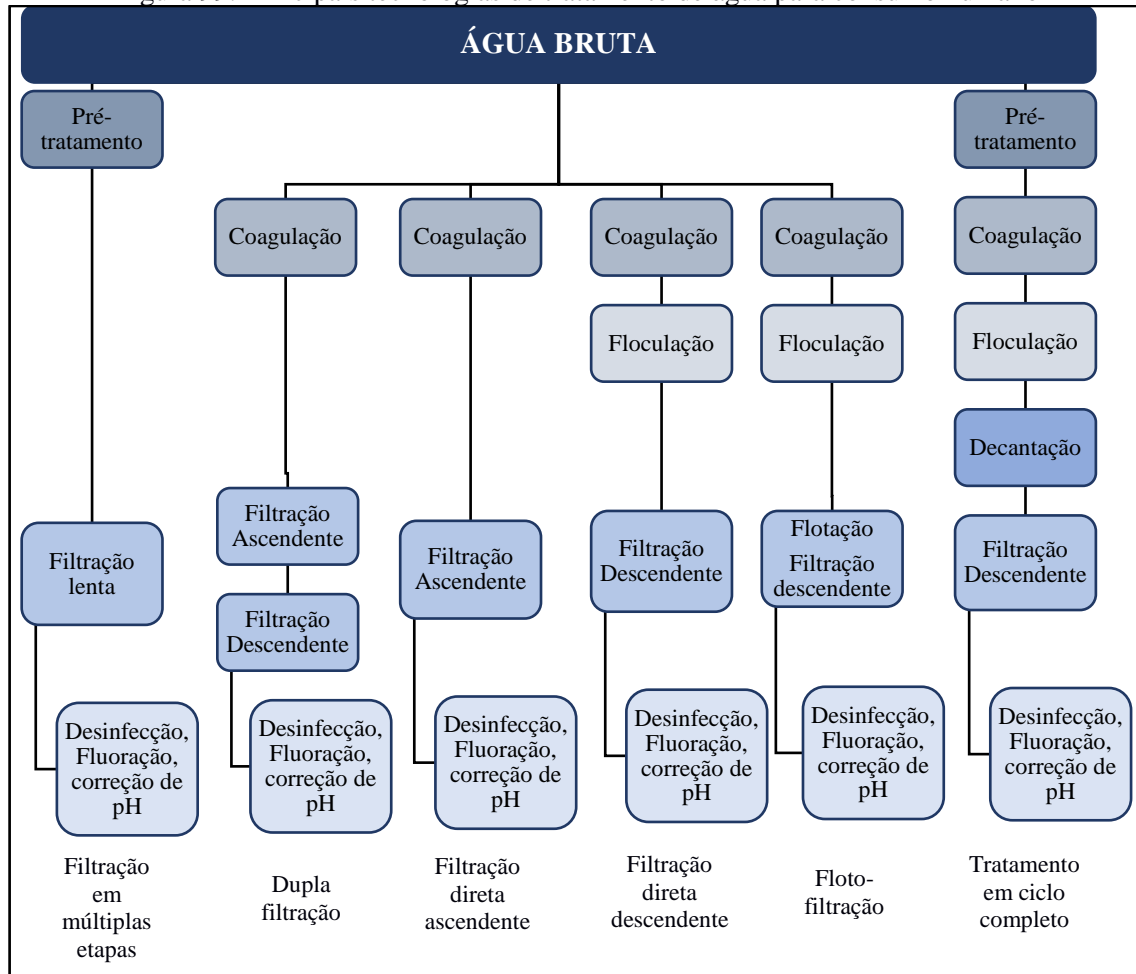 ÁGUA BRUTA
Pré-
tratamento
Pré-
tratamento
Coagulação
Coagulação
Coagulação
Coagulação
Coagulação
Floculação
Floculação
Floculação
Decantação
Filtração
Ascendente
Filtração
Descendente
Filtração
lenta
Filtração
Ascendente
Filtração
Descendente
Flotação
Filtração
descendente
Filtração
Descendente
Desinfecção,
Fluoração,
correção de
pH
Desinfecção,
Fluoração,
correção de
pH
Desinfecção,
Fluoração,
correção de
pH
Desinfecção,
Fluoração,
correção de
pH
Desinfecção,
Fluoração,
correção de
pH
Desinfecção,
Fluoração,
correção de
pH
Filtração
em
múltiplas
etapas
Dupla
filtração
Filtração
direta
ascendente
Filtração
direta
descendente
Floto-
filtração
Tratamento
em ciclo
completo